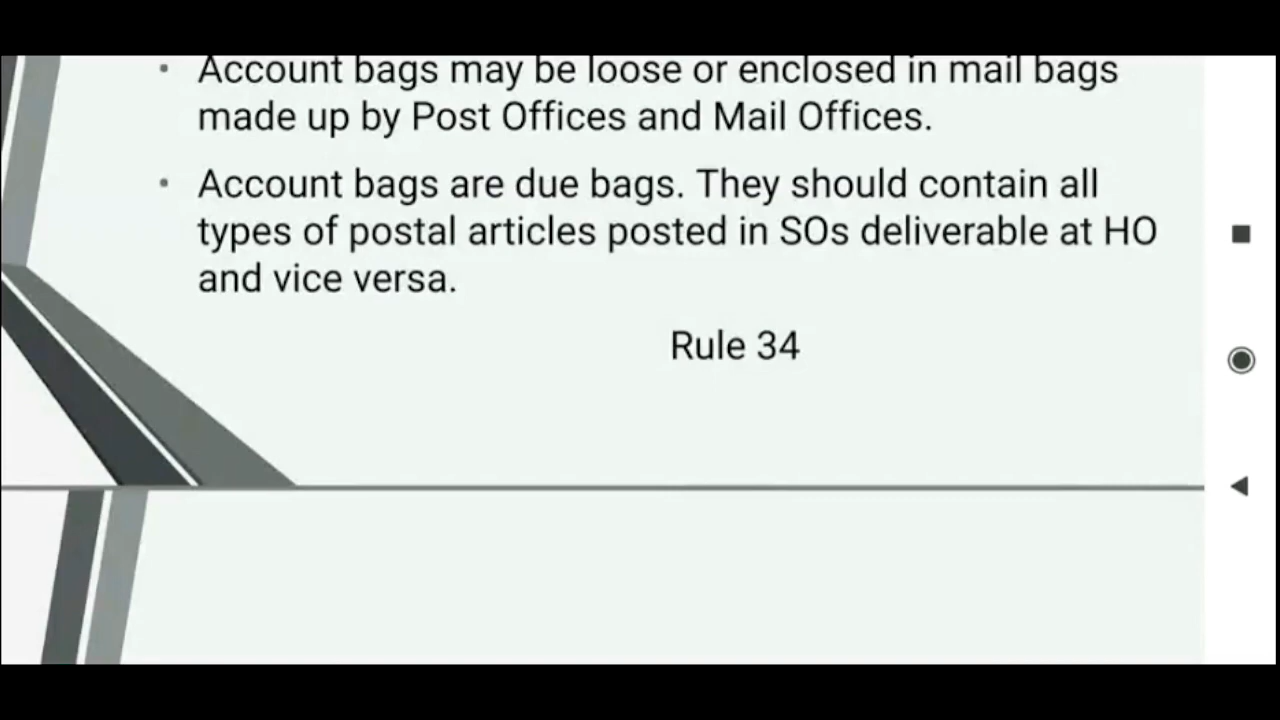 Account bags may be loose or enclosed in mail bags
made up by Post Offices and Mail Offices.
Account bags are due bags. They should contain all
types of postal articles posted in SOs deliverable at HO
and vice versa.
Rule 34